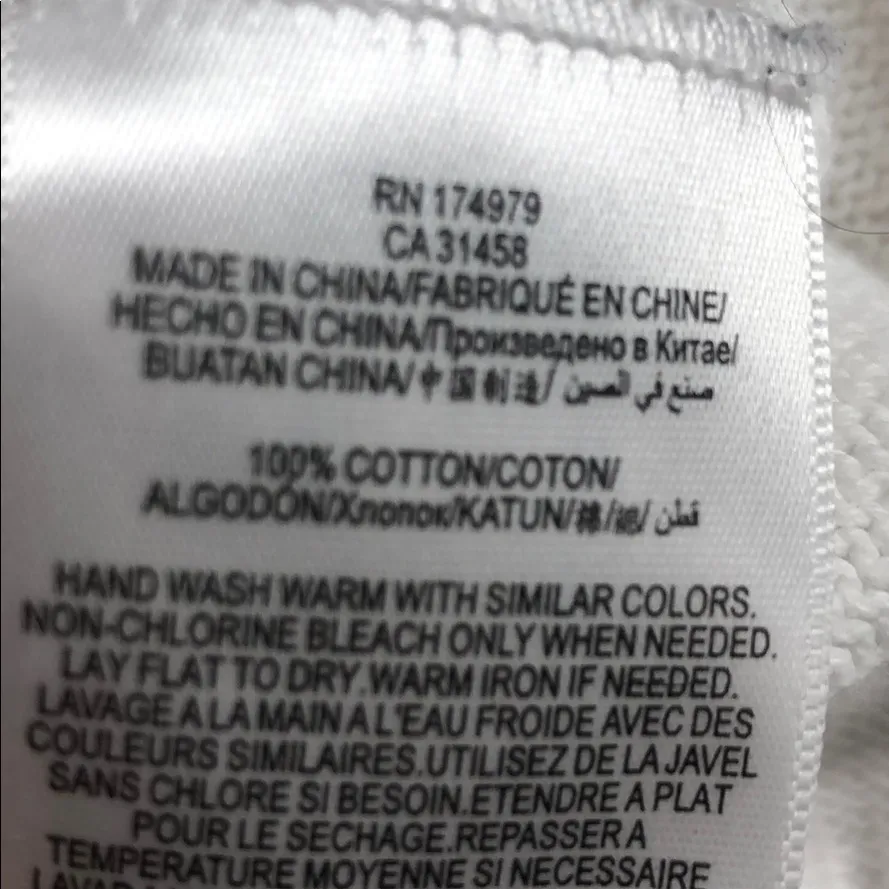 RN 174979
CA 31458
MADE IN CHINA/FABRIQUÉ EN CHINE/
HECHO EN CHINA/Произведено в Китае/
BUATAN CHINA/中国制造/ صنع في الصين
100% COTTON/COTON/
ALGODÓN/Хлопок/KATUN/棉/ قطن
HAND WASH WARM WITH SIMILAR COLORS.
NON-CHLORINE BLEACH ONLY WHEN NEEDED.
LAY FLAT TO DRY.WARM IRON IF NEEDED.
LAVAGE A LA MAIN A L'EAU FROIDE AVEC DES
COULEURS SIMILAIRES.UTILISEZ DE LA JAVEL
SANS CHLORE SI BESOIN.ETENDRE A PLAT
POUR LE SECHAGE.REPASSER A
TEMPERATURE MOYENNE SI NECESSAIRE